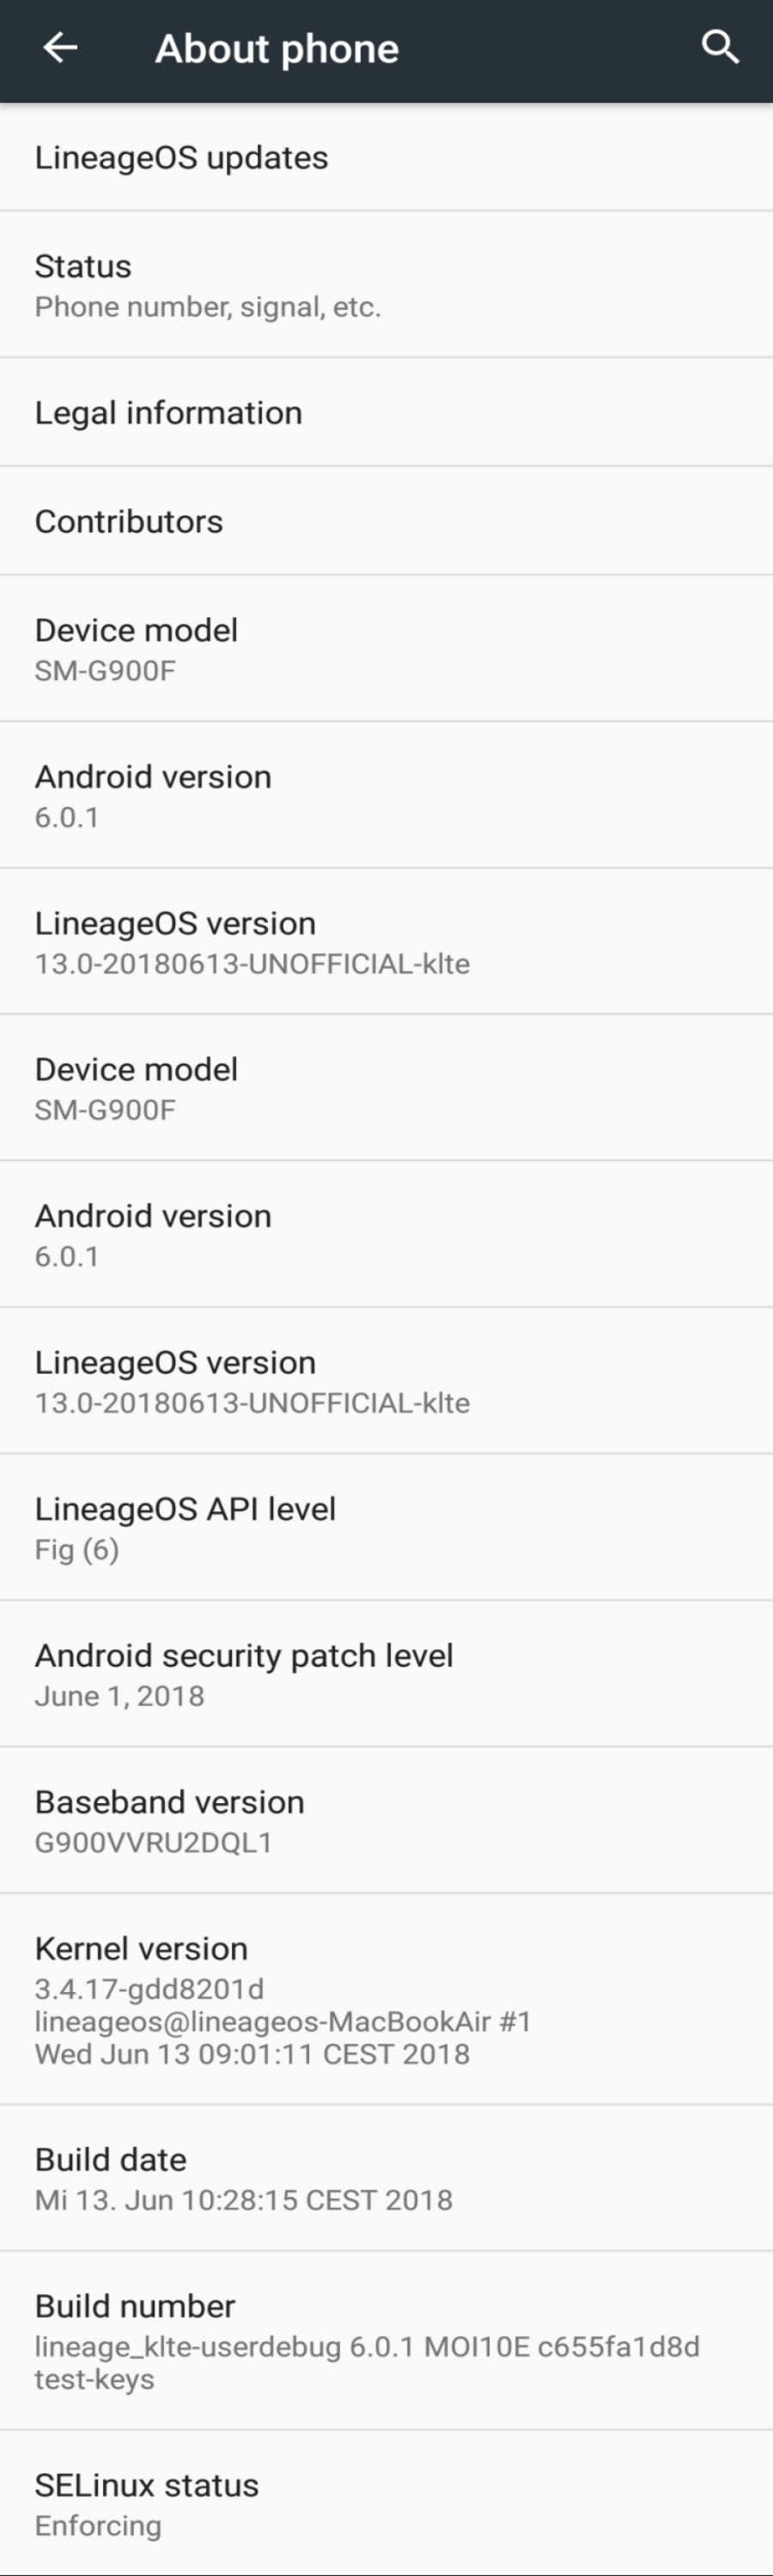 About phone
LineageOS updates
Status
Phone number, signal, etc.
Legal information
Contributors
Device model
SM-G900F
Android version
6.0.1
LineageOS version
13.0-20180613-UNOFFICIAL-klte
Device model
SM-G900F
Android version
6.0.1
LineageOS version
13.0-20180613-UNOFFICIAL-klte
LineageOS API level
Fig (6)
Android security patch level
June 1, 2018
Baseband version
G900VVRU2DQL1
Kernel version
3.4.17-gdd8201d
lineageos@lineageos-MacBookAir #1
Wed Jun 13 09:01:11 CEST 2018
Build date
Mi 13. Jun 10:28:15 CEST 2018
Build number
lineage_klte-userdebug 6.0.1 MOI10E c655fa1d8d
test-keys
SELinux status
Enforcing